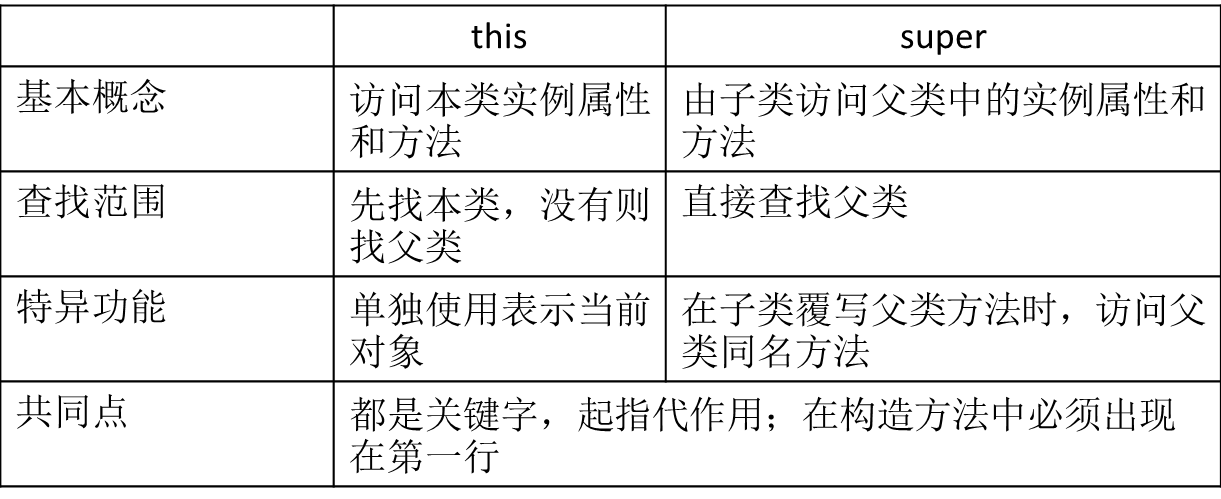 this
super
基本概念
访问本类实例属性
和方法
由子类访问父类中的实例属性和
方法
查找范围
先找本类，没有则
找父类
直接查找父类
特异功能
单独使用表示当前
对象
在子类覆写父类方法时，访问父
类同名方法
共同点
都是关键字，起指代作用；在构造方法中必须出现
在第一行